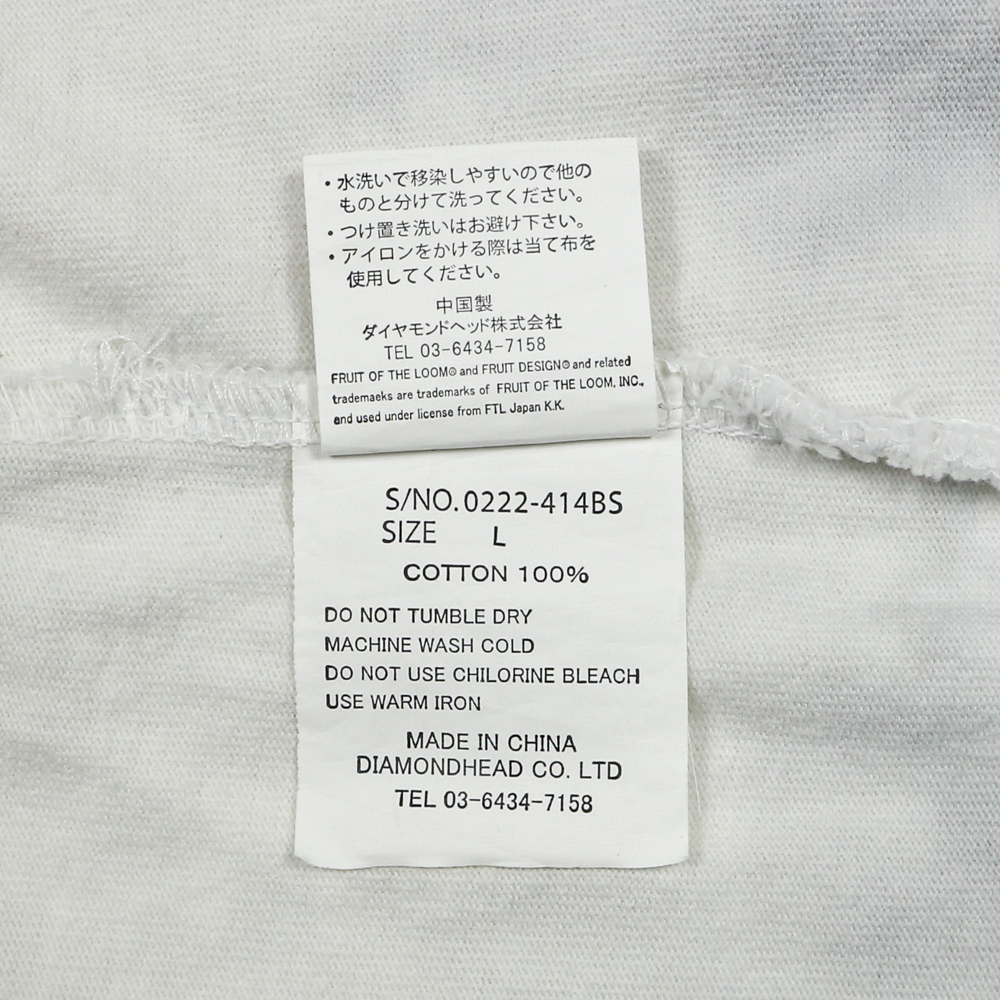 ・水洗いで移染しやすいので他の
ものと分けて洗ってください。
・つけ置き洗いはお避け下さい。
・アイロンをかける際は当て布を
使用してください。
中国製
ダイヤモンドヘッド株式会社
TEL 03-6434-7158
FRUIT OF THE LOOM® and FRUIT DESIGN® and related
trademaeks are trademarks of FRUIT OF THE LOOM, INC.,
and used under license from FTL Japan K.K.
S/NO. 0222-414BS
SIZE L
COTTON 100%
DO NOT TUMBLE DRY
MACHINE WASH COLD
DO NOT USE CHILORINE BLEACH
USE WARM IRON
MADE IN CHINA
DIAMONDHEAD CO. LTD
TEL 03-6434-7158